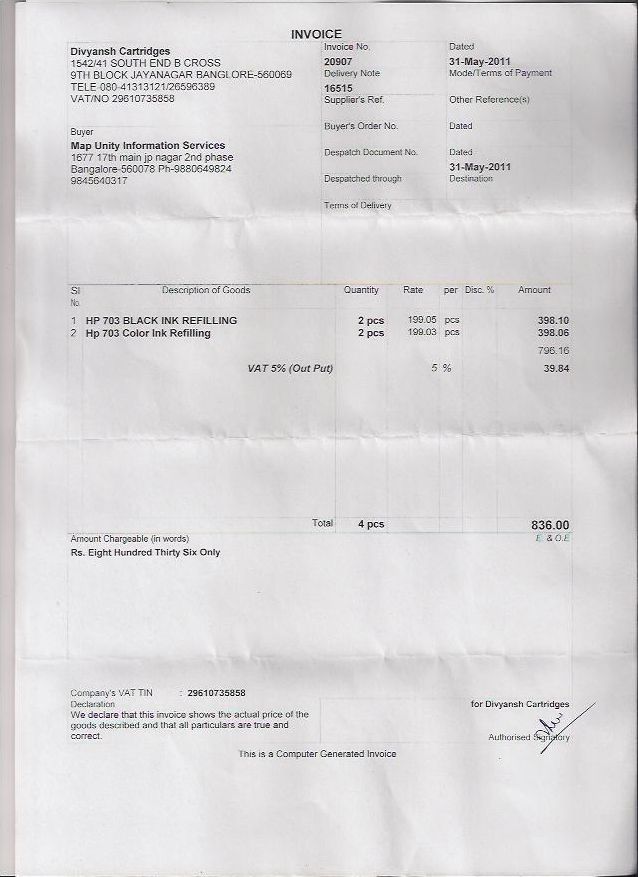 INVOICE
Divyansh Cartridges
1542/41 SOUTH END B CROSS
9TH BLOCK JAYANAGAR BANGLORE-560069
TELE-080-41313121/26596389
VAT/NO 29610735858
Invoice No. Dated
20907 31-May-2011
Delivery Note Mode/Terms of Payment
16515
Supplier's Ref. Other Reference(s)
Buyer
Map Unity Information Services
1677 17th main jp nagar 2nd phase
Bangalore-560078 Ph-9880649824
9845640317
Buyer's Order No. Dated
Despatch Document No. Dated
31-May-2011
Despatched through Destination
Terms of Delivery
SI Description of Goods Quantity Rate per Disc. % Amount
No.
1 HP 703 BLACK INK REFILLING 2 pcs 199.05 pcs 398.10
2 Hp 703 Color Ink Refilling 2 pcs 199.03 pcs 398.06
796.16
VAT 5% (Out Put) 5 % 39.84
Total 4 pcs 836.00
Amount Chargeable (in words) E. & O.E
Rs. Eight Hundred Thirty Six Only
Company's VAT TIN : 29610735858
Declaration
We declare that this invoice shows the actual price of the
goods described and that all particulars are true and
correct.
for Divyansh Cartridges
Authorised Signatory
This is a Computer Generated Invoice